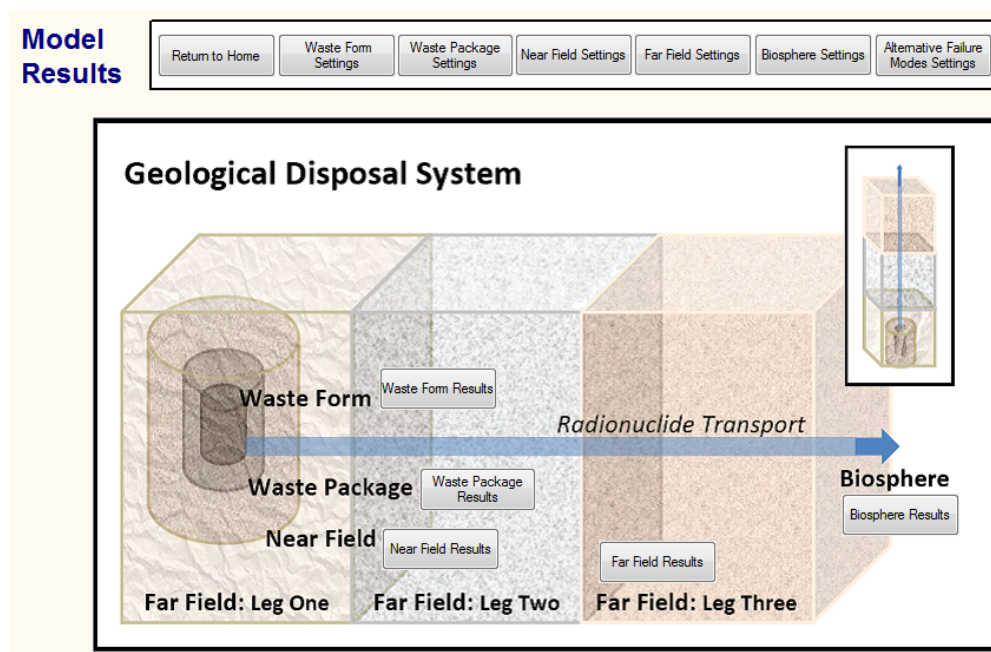 Model
Results
Return to Home
Waste Form
Settings
Waste Package
Settings
Near Field Settings
Far Field Settings
Biosphere Settings
Alternative Failure
Modes Settings
Geological Disposal System
Waste Form
Waste Form Results
Radionuclide Transport
Waste Package
Waste Package
Results
Biosphere
Biosphere Results
Near Field
Near Field Results
Far Field Results
Far Field: Leg One
Far Field: Leg Two
Far Field: Leg Three